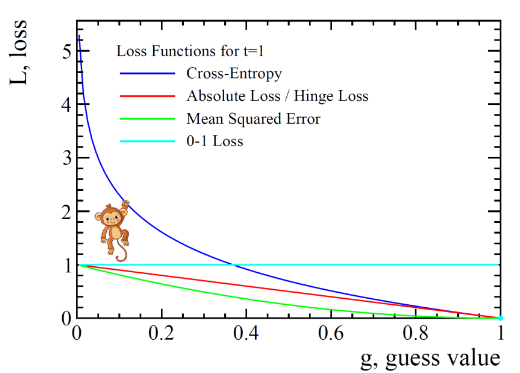 L, loss
Loss Functions for t=1
Cross-Entropy
Absolute Loss / Hinge Loss
Mean Squared Error
0-1 Loss
5
4
3
2
1
0
0 0.2 0.4 0.6 0.8 1
g, guess value